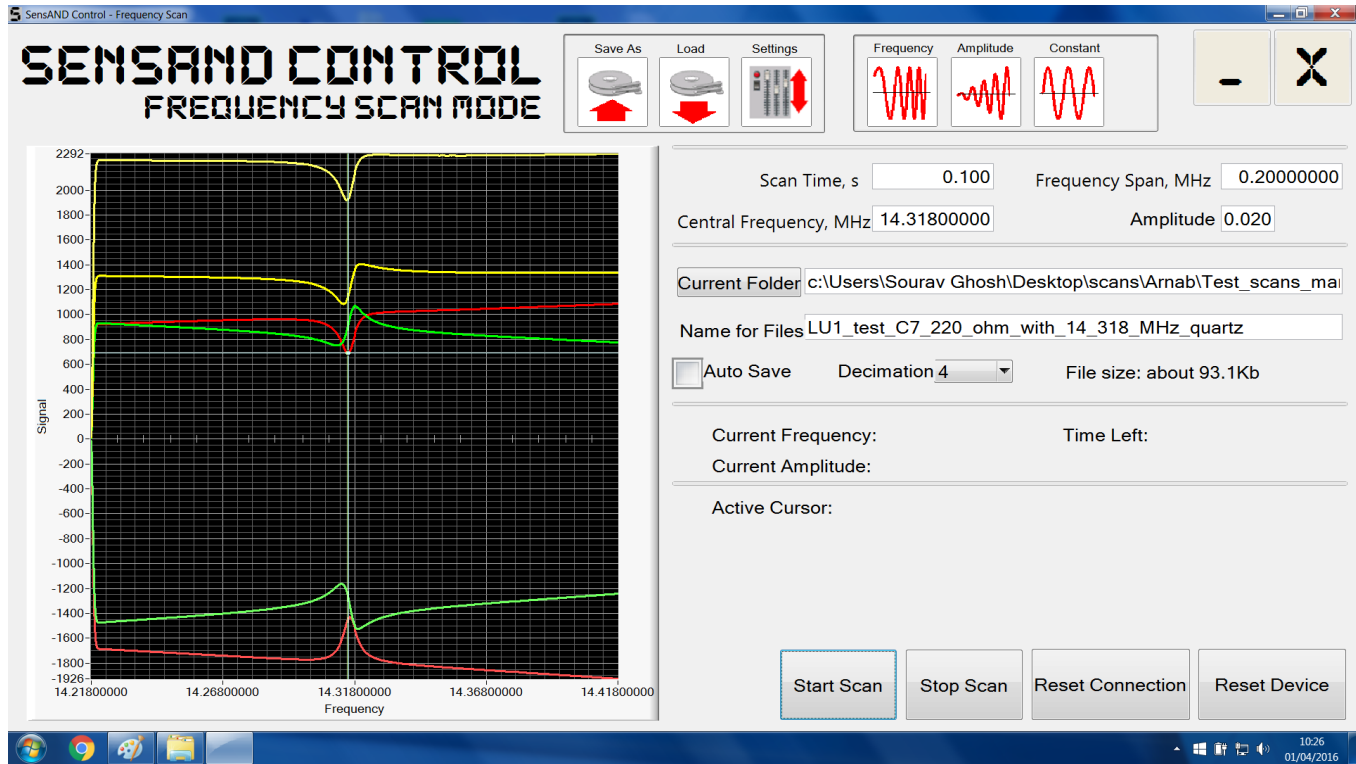 SensAND Control - Frequency Scan
SENSAND CONTROL
FREQUENCY SCAN MODE
Save As Load Settings
Frequency Amplitude Constant
- X
Scan Time, s 0.100 Frequency Span, MHz 0.20000000
Central Frequency, MHz 14.31800000 Amplitude 0.020
Current Folder c:\Users\Sourav Ghosh\Desktop\scans\Arnab\Test_scans_mai
Name for Files LU1_test_C7_220_ohm_with_14_318_MHz_quartz
Auto Save Decimation 4 File size: about 93.1Kb
Current Frequency: Time Left:
Current Amplitude:
Active Cursor:
Start Scan Stop Scan Reset Connection Reset Device
Signal
2292
2000
1800
1600
1400
1200
1000
800
600
400
200
0
-200
-400
-600
-800
-1000
-1200
-1400
-1600
-1800
-1926
14.21800000 14.26800000 14.31800000 14.36800000 14.41800000
Frequency
10:26
01/04/2016